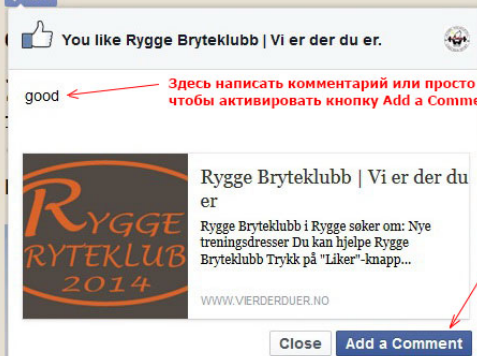 You like Rygge Bryteklubb | Vi er der du er.
Здесь написать комментарий или просто
чтобы активировать кнопку Add a Comme
good
RYGGE
RYTEKLUB
2014
Rygge Bryteklubb | Vi er der du
er
Rygge Bryteklubb i Rygge søker om: Nye
treningsdresser Du kan hjelpe Rygge
Bryteklubb Trykk på "Liker"-knapp...
WWW.VIERDERDUER.NO
Close
Add a Comment